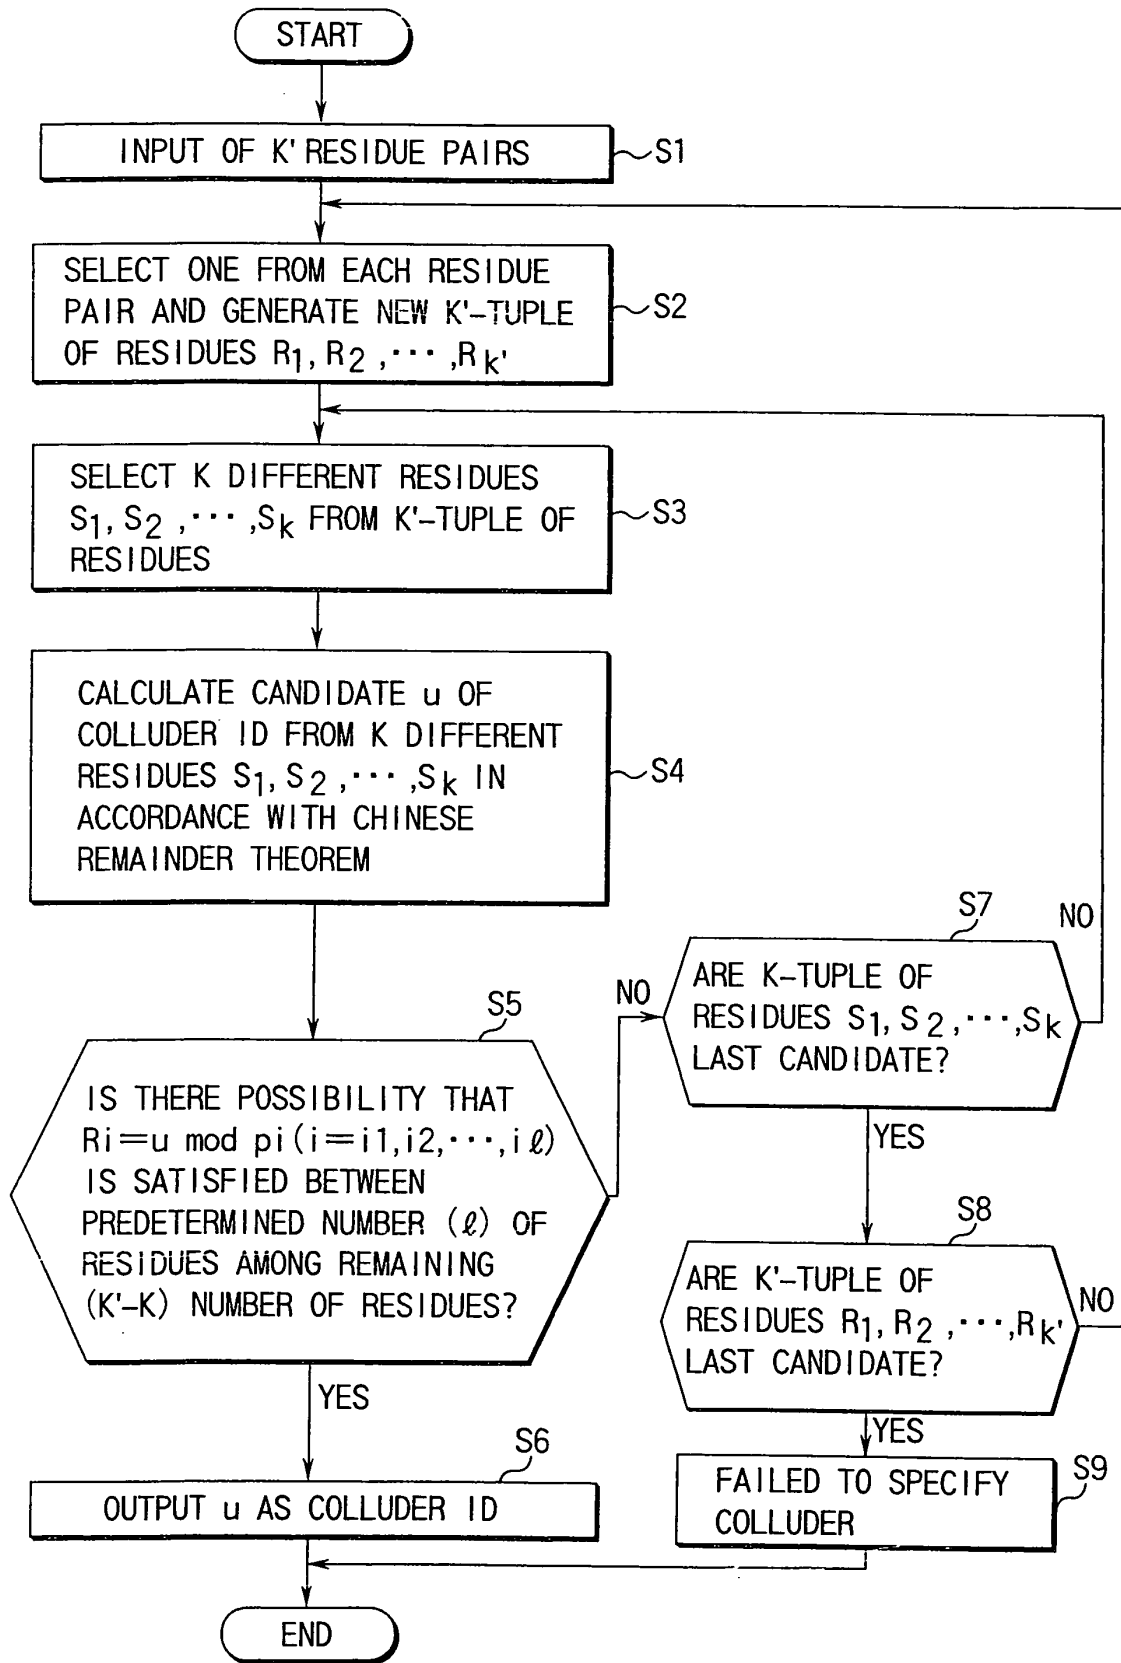 START
INPUT OF K' RESIDUE PAIRS
S1
SELECT ONE FROM EACH RESIDUE
PAIR AND GENERATE NEW K'-TUPLE
OF RESIDUES R1, R2 ,···,Rk'
S2
SELECT K DIFFERENT RESIDUES
S1, S2 ,···,Sk FROM K'-TUPLE OF
RESIDUES
S3
CALCULATE CANDIDATE u OF
COLLUDER ID FROM K DIFFERENT
RESIDUES S1, S2 ,···,Sk IN
ACCORDANCE WITH CHINESE
REMAINDER THEOREM
S4
S5
IS THERE POSSIBILITY THAT
Ri=u mod pi(i=i1,i2,···,iℓ)
IS SATISFIED BETWEEN
PREDETERMINED NUMBER (ℓ) OF
RESIDUES AMONG REMAINING
(K'-K) NUMBER OF RESIDUES?
NO
YES
S7
ARE K-TUPLE OF
RESIDUES S1, S2 ,···,Sk
LAST CANDIDATE?
NO
YES
S8
ARE K'-TUPLE OF
RESIDUES R1, R2 ,···,Rk'
LAST CANDIDATE?
NO
YES
S6
OUTPUT u AS COLLUDER ID
S9
FAILED TO SPECIFY
COLLUDER
END